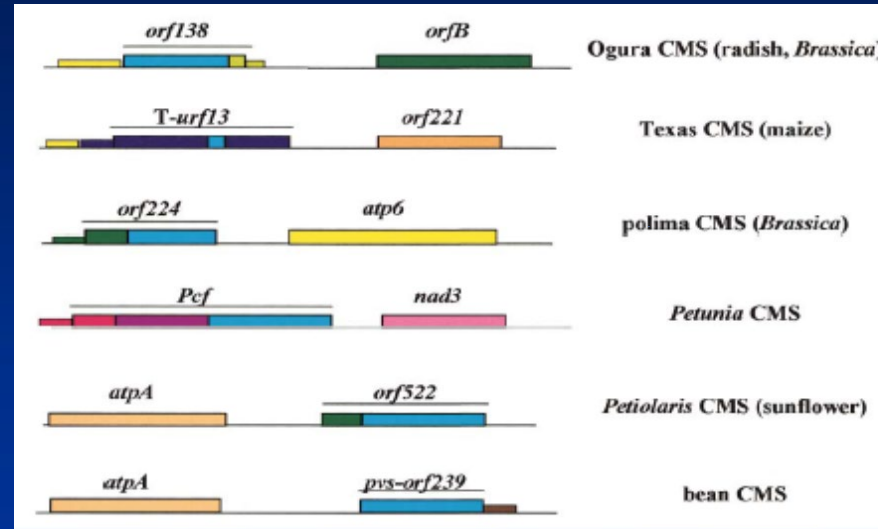 orf138 orfB Ogura CMS (radish, Brassica)
T-urf13 orf221 Texas CMS (maize)
orf224 atp6 polima CMS (Brassica)
Pcf nad3 Petunia CMS
atpA orf522 Petiolaris CMS (sunflower)
atpA pvs-orf239 bean CMS